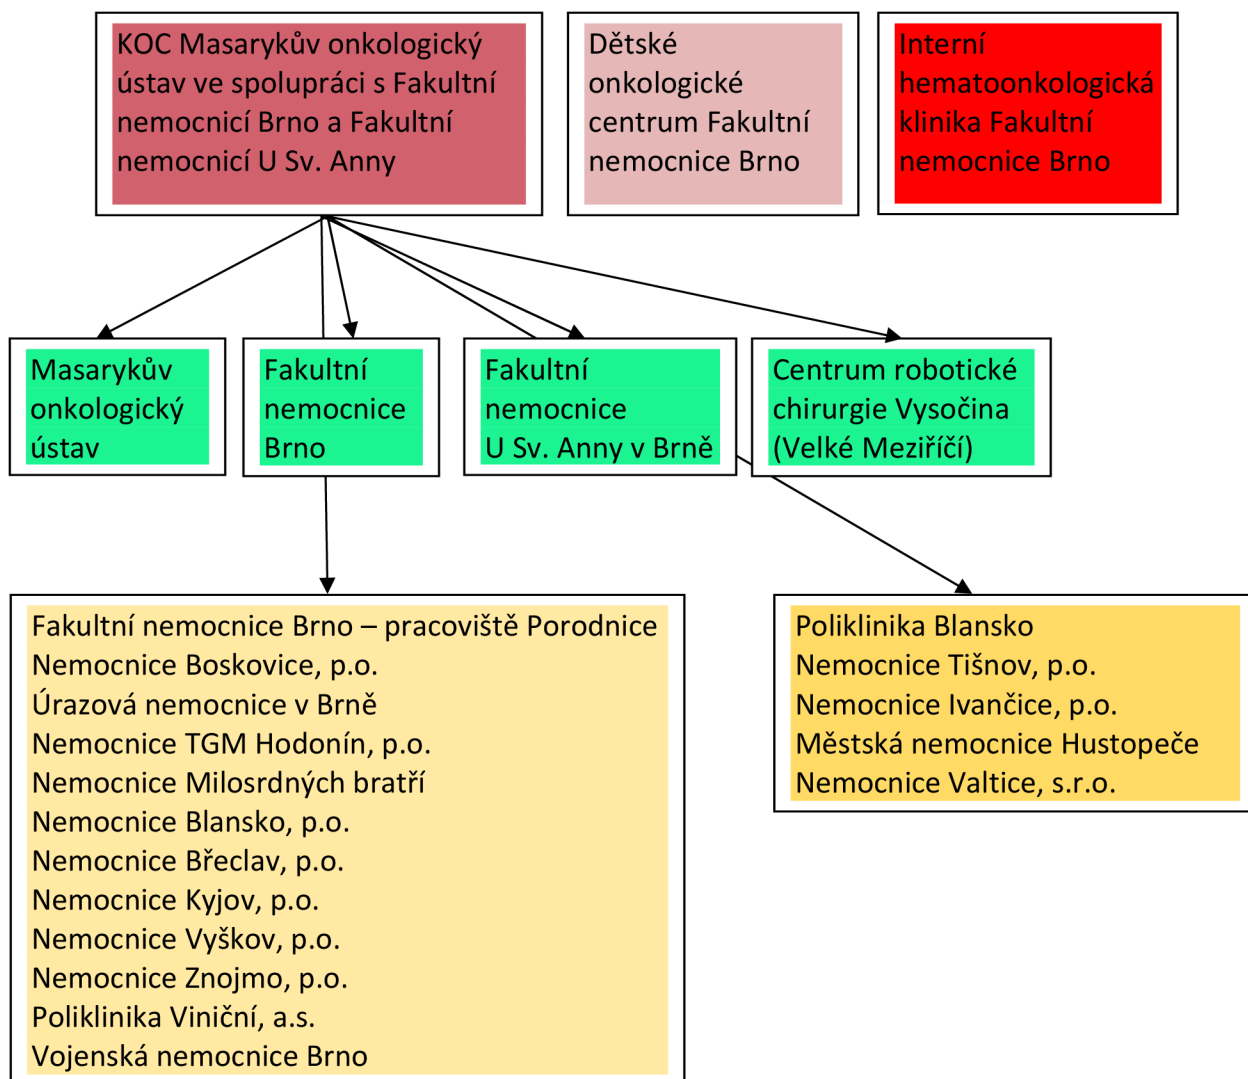 KOC Masarykův onkologický
ústav ve spolupráci s Fakultní
nemocnicí Brno a Fakultní
nemocnicí U Sv. Anny
Dětské
onkologické
centrum Fakultní
nemocnice Brno
Interní
hematoonkologická
klinika Fakultní
nemocnice Brno
Masarykův
onkologický
ústav
Fakultní
nemocnice
Brno
Fakultní
nemocnice
U Sv. Anny v Brně
Centrum robotické
chirurgie Vysočina
(Velké Meziříčí)
Fakultní nemocnice Brno – pracoviště Porodnice
Nemocnice Boskovice, p.o.
Úrazová nemocnice v Brně
Nemocnice TGM Hodonín, p.o.
Nemocnice Milosrdných bratří
Nemocnice Blansko, p.o.
Nemocnice Břeclav, p.o.
Nemocnice Kyjov, p.o.
Nemocnice Vyškov, p.o.
Nemocnice Znojmo, p.o.
Poliklinika Viniční, a.s.
Vojenská nemocnice Brno
Poliklinika Blansko
Nemocnice Tišnov, p.o.
Nemocnice Ivančice, p.o.
Městská nemocnice Hustopeče
Nemocnice Valtice, s.r.o.